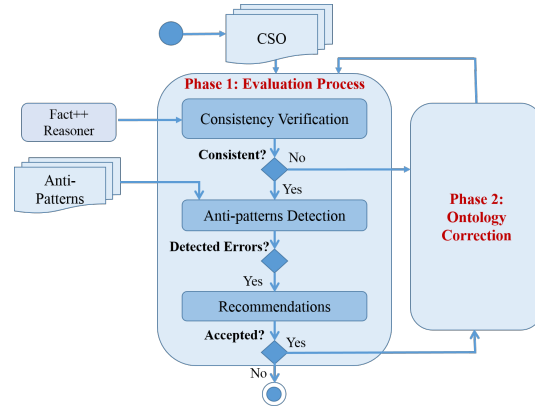 CSO
Phase 1: Evaluation Process
Fact++
Reasoner
Consistency Verification
Consistent?
No
Yes
Anti-
Patterns
Anti-patterns Detection
Detected Errors?
Yes
Recommendations
Accepted?
Yes
No
Phase 2:
Ontology
Correction